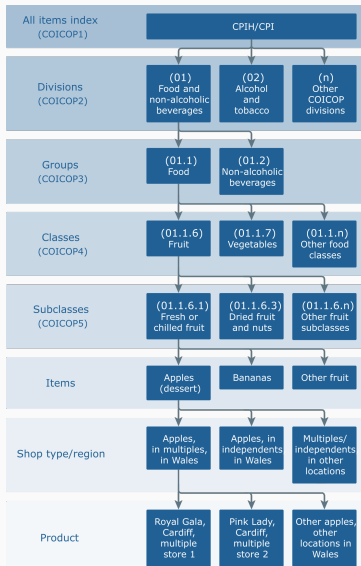 All items index
(COICOP1)
CPIH/CPI
Divisions
(COICOP2)
(01)
Food and
non-alcoholic
beverages
(02)
Alcohol
and
tobacco
(n)
Other
COICOP
divisions
Groups
(COICOP3)
(01.1)
Food
(01.2)
Non-alcoholic
beverages
Classes
(COICOP4)
(01.1.6)
Fruit
(01.1.7)
Vegetables
(01.1.n)
Other food
classes
Subclasses
(COICOP5)
(01.1.6.1)
Fresh or
chilled fruit
(01.1.6.3)
Dried fruit
and nuts
(01.1.6.n)
Other fruit
subclasses
Items
Apples
(dessert)
Bananas
Other fruit
Shop type/region
Apples,
in multiples,
in Wales
Apples, in
independents
in Wales
Multiples/
independents
in other
locations
Product
Royal Gala,
Cardiff,
multiple
store 1
Pink Lady,
Cardiff,
multiple
store 2
Other apples,
other
locations in
Wales